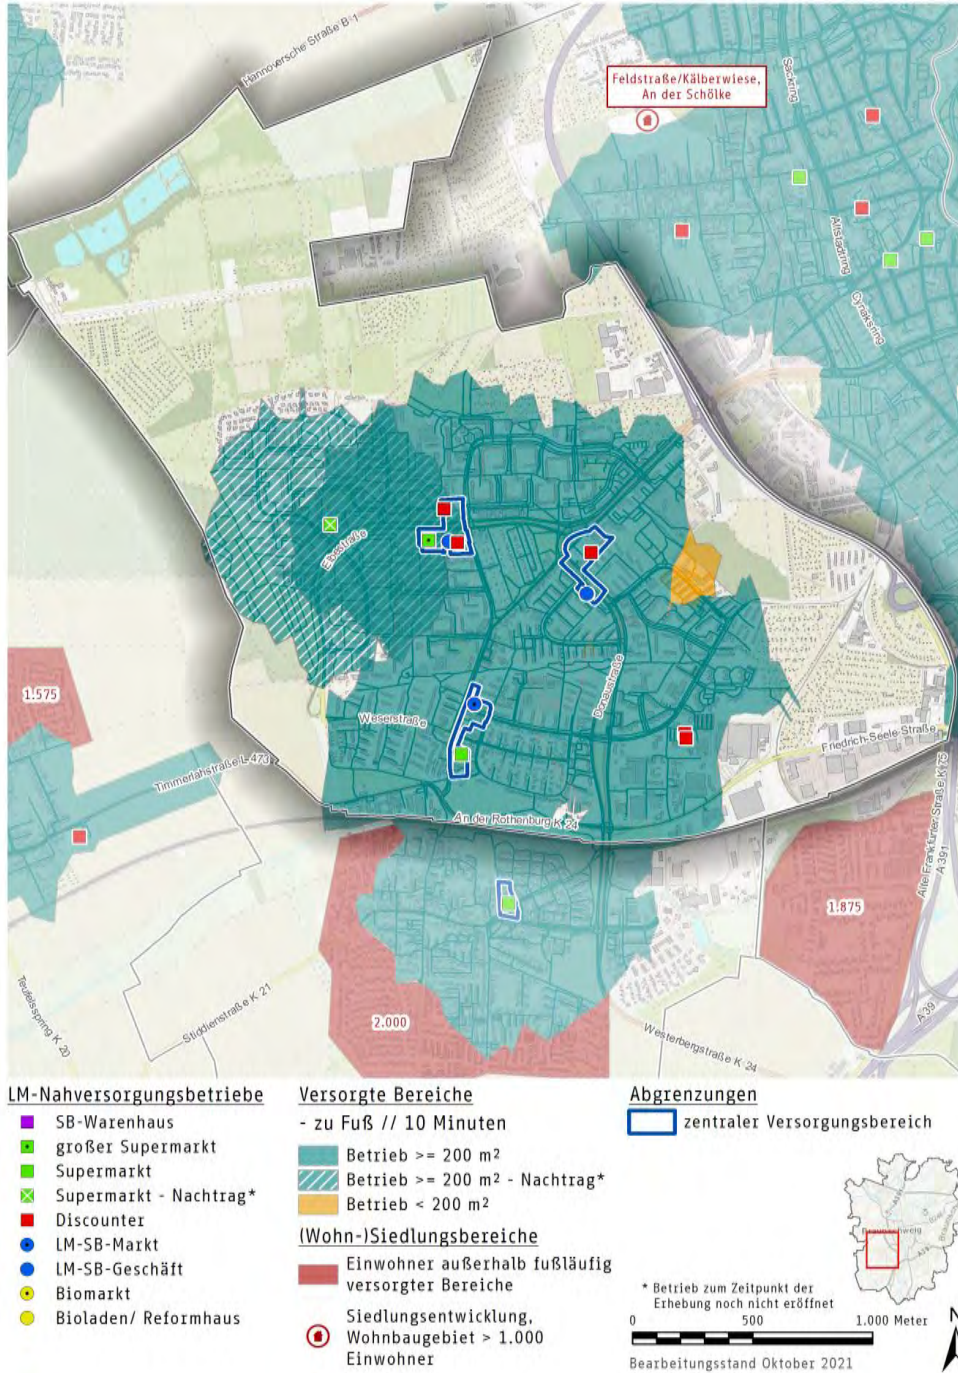 Hannoversche Straße B 1
Feldstraße/Kälberwiese,
An der Schölke
Sackring
Altstadtring
Cyriaksring
Elbestraße
Donaustraße
Weserstraße
Friedrich-Seele-Straße
1.575
Timmerlahstraße L 473
An der Rothenburg K 24
Alte Frankfurter Straße K 75
A 391
1.875
2.000
Teufelsspring K 20
Stiddienstraße K 21
Westerbergstraße K 24
A 39
LM-Nahversorgungsbetriebe
SB-Warenhaus
großer Supermarkt
Supermarkt
Supermarkt - Nachtrag*
Discounter
LM-SB-Markt
LM-SB-Geschäft
Biomarkt
Bioladen/ Reformhaus
Versorgte Bereiche
- zu Fuß // 10 Minuten
Betrieb >= 200 m²
Betrieb >= 200 m² - Nachtrag*
Betrieb < 200 m²
(Wohn-)Siedlungsbereiche
Einwohner außerhalb fußläufig
versorgter Bereiche
Siedlungsentwicklung,
Wohnbaugebiet > 1.000
Einwohner
Abgrenzungen
zentraler Versorgungsbereich
* Betrieb zum Zeitpunkt der
Erhebung noch nicht eröffnet
0 500 1.000 Meter
N
Bearbeitungsstand Oktober 2021